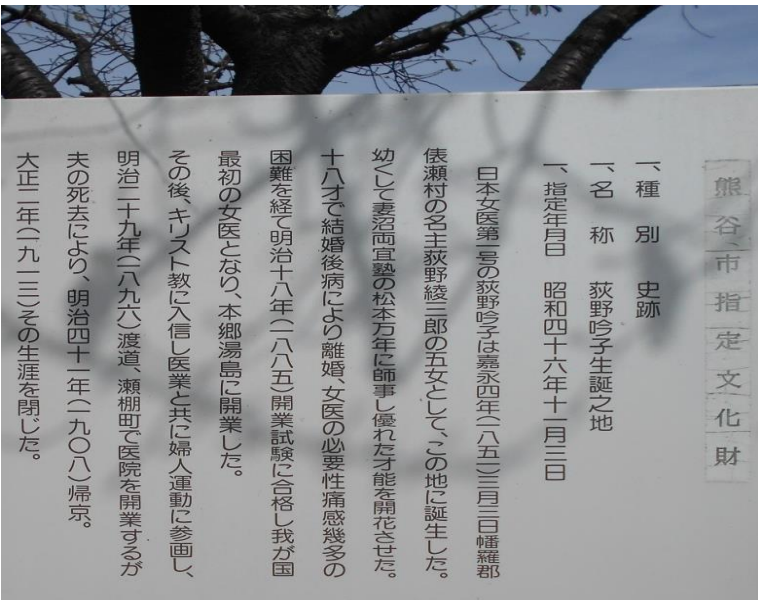 熊谷市指定文化財
一、種別 史跡
一、名称 荻野吟子生誕之地
一、指定年月日 昭和四十六年十一月三日
日本女医第一号の荻野吟子は嘉永四年(一八五一)三月三日幡羅郡
俵瀬村の名主荻野綾三郎の五女として、この地に誕生した。
幼くして妻沼両宜塾の松本万年に師事し優れた才能を開花させた。
十八才で結婚後病により離婚、女医の必要性痛感幾多の
困難を経て明治十八年(一八八五)開業試験に合格し我が国
最初の女医となり、本郷湯島に開業した。
その後、キリスト教に入信し医業と共に婦人運動に参画し、
明治二十九年(一八九六)渡道、瀬棚町で医院を開業するが
夫の死去により、明治四十一年(一九〇八)帰京。
大正二年(一九一三)その生涯を閉じた。